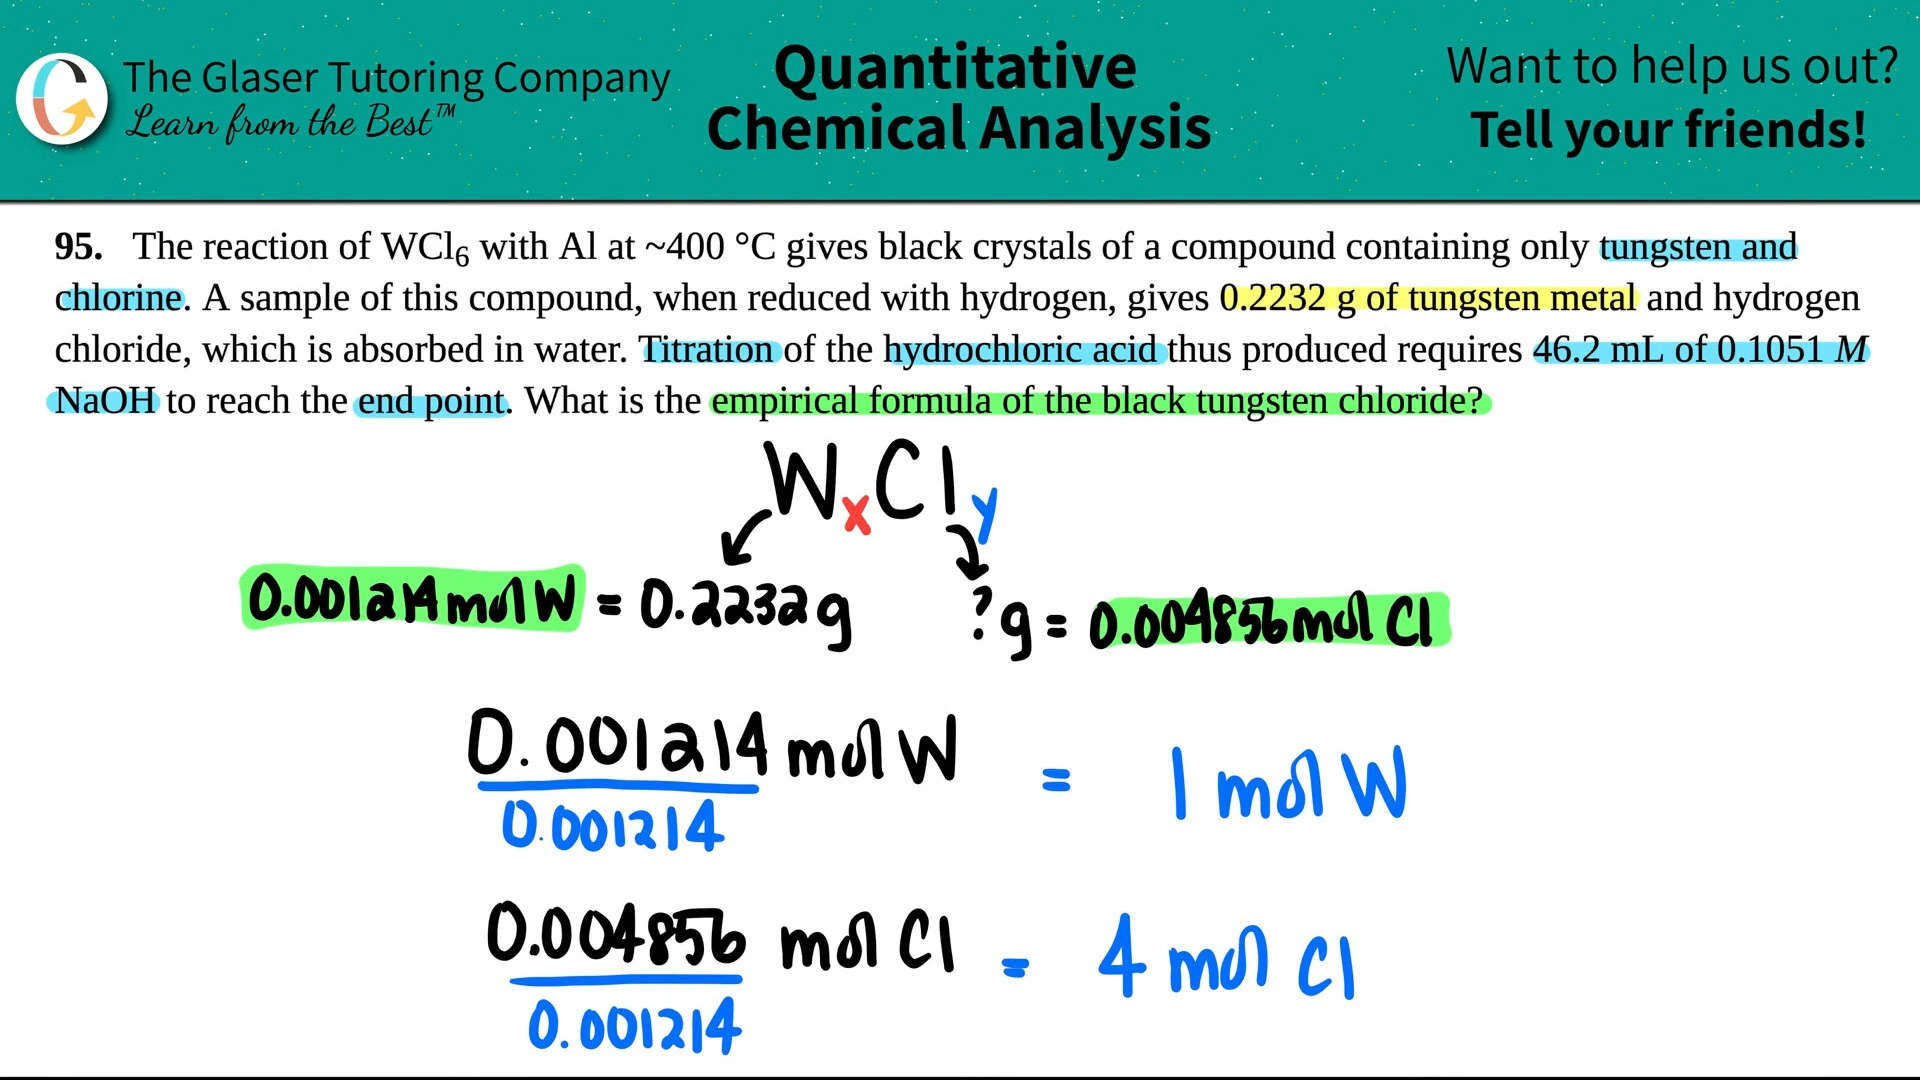 The Glaser Tutoring Company
Learn from the Best™
Quantitative
Chemical Analysis
Want to help us out?
Tell your friends!
95. The reaction of WCl₆ with Al at ~400 °C gives black crystals of a compound containing only tungsten and
chlorine. A sample of this compound, when reduced with hydrogen, gives 0.2232 g of tungsten metal and hydrogen
chloride, which is absorbed in water. Titration of the hydrochloric acid thus produced requires 46.2 mL of 0.1051 M
NaOH to reach the end point. What is the empirical formula of the black tungsten chloride?
WxCly
0.001214 mol W = 0.2232 g ? g = 0.004856 mol Cl
0.001214 mol W = 1 mol W
0.001214
0.004856 mol Cl = 4 mol Cl
0.001214